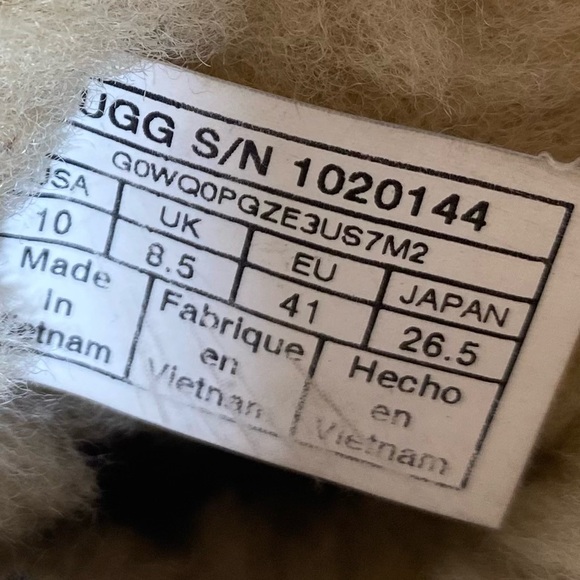 UGG S/N 1020144
G0WQ0PGZE3US7M2
USA UK EU JAPAN
10 8.5 41 26.5
Made Fabrique Hecho
in en en
Vietnam Vietnam Vietnam